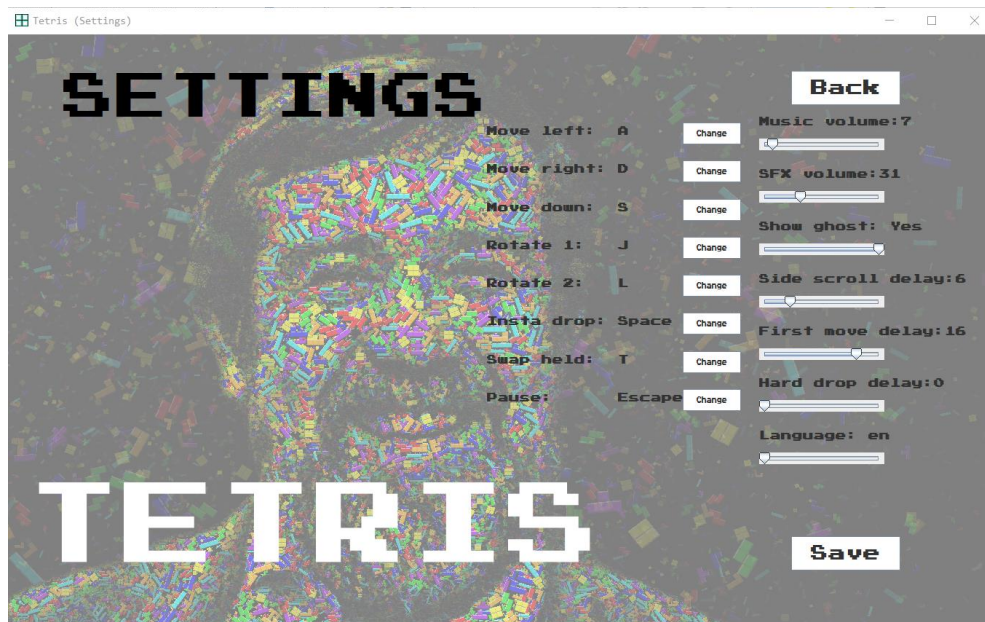 Tetris (Settings)
SETTINGS
Move left: A Change
Move right: D Change
Move down: S Change
Rotate 1: J Change
Rotate 2: L Change
Insta drop: Space Change
Swap held: T Change
Pause: Escape Change
Back
Music volume:7
SFX volume:31
Show ghost: Yes
Side scroll delay:6
First move delay:16
Hard drop delay:0
Language: en
TETRIS
Save